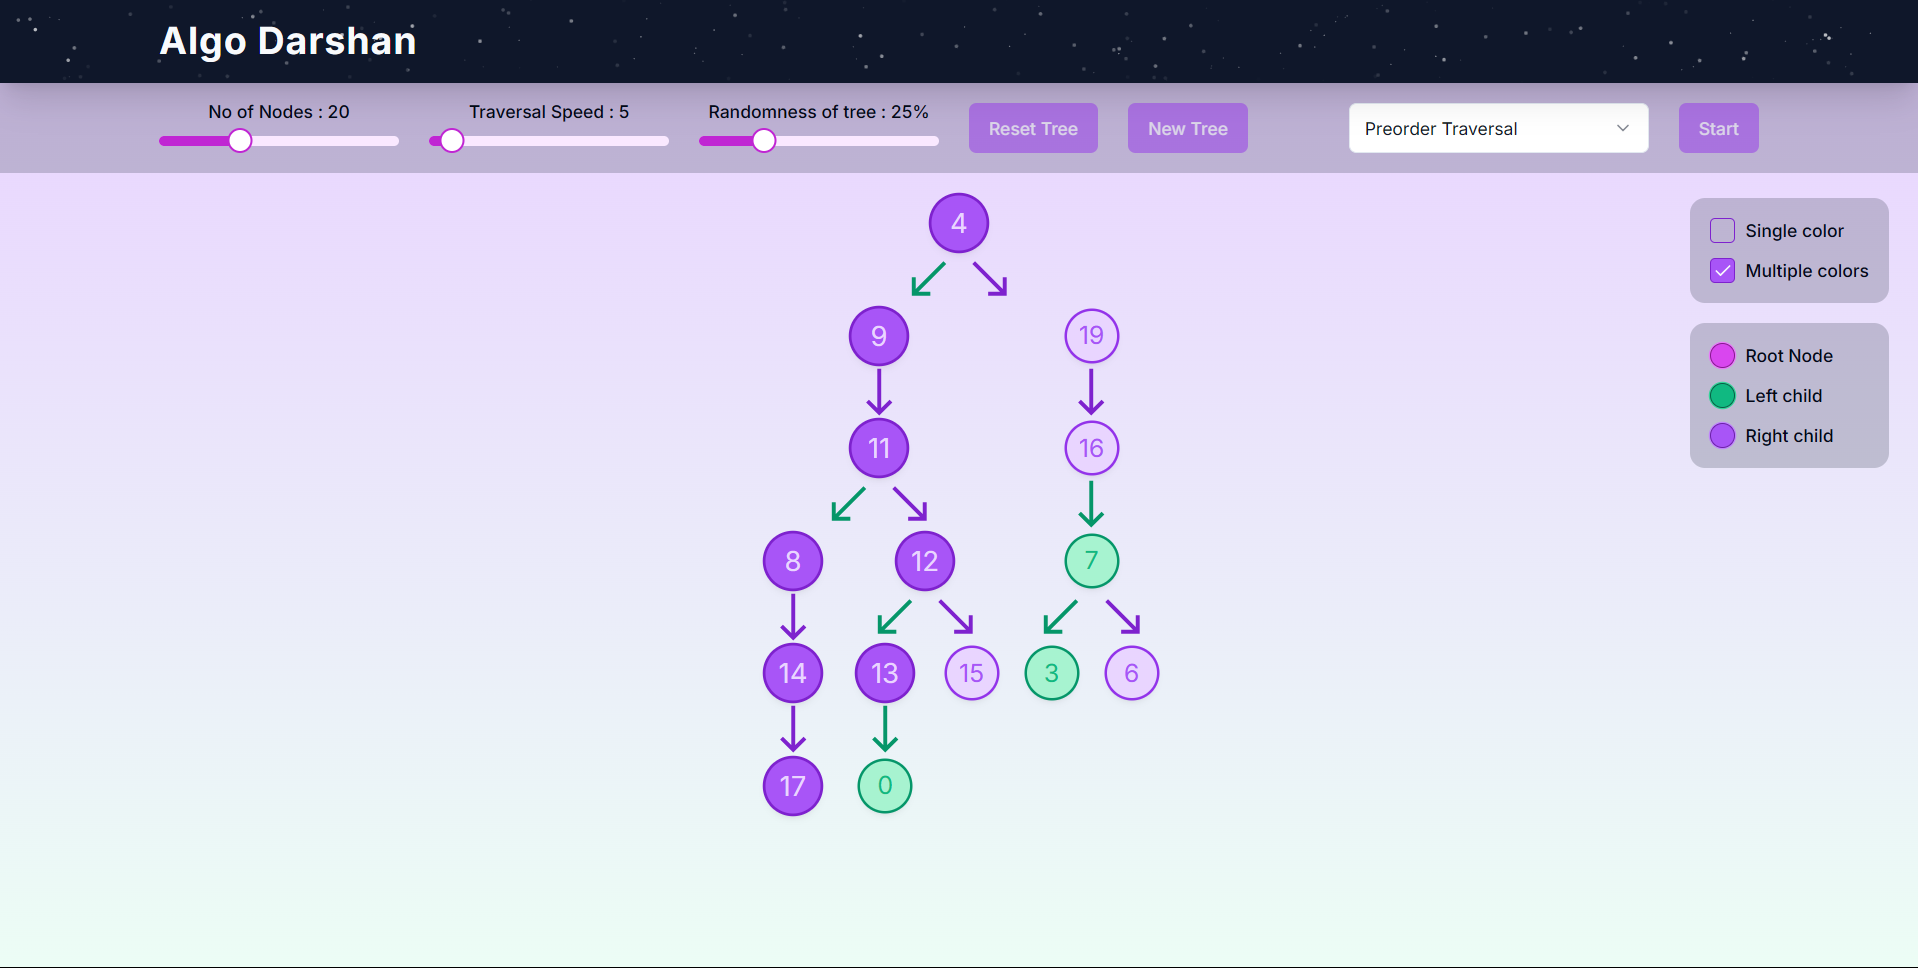 Algo Darshan
No of Nodes : 20
Traversal Speed : 5
Randomness of tree : 25%
Reset Tree
New Tree
Preorder Traversal
Start
Single color
Multiple colors
Root Node
Left child
Right child
4
9
19
11
16
8
12
7
14
13
15
3
6
17
0